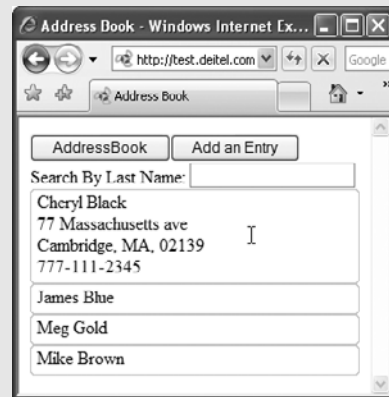 Address Book - Windows Internet Ex...
http://test.deitel.com
Google
Address Book
AddressBook
Add an Entry
Search By Last Name:
Cheryl Black
77 Massachusetts ave
Cambridge, MA, 02139
777-111-2345
James Blue
Meg Gold
Mike Brown